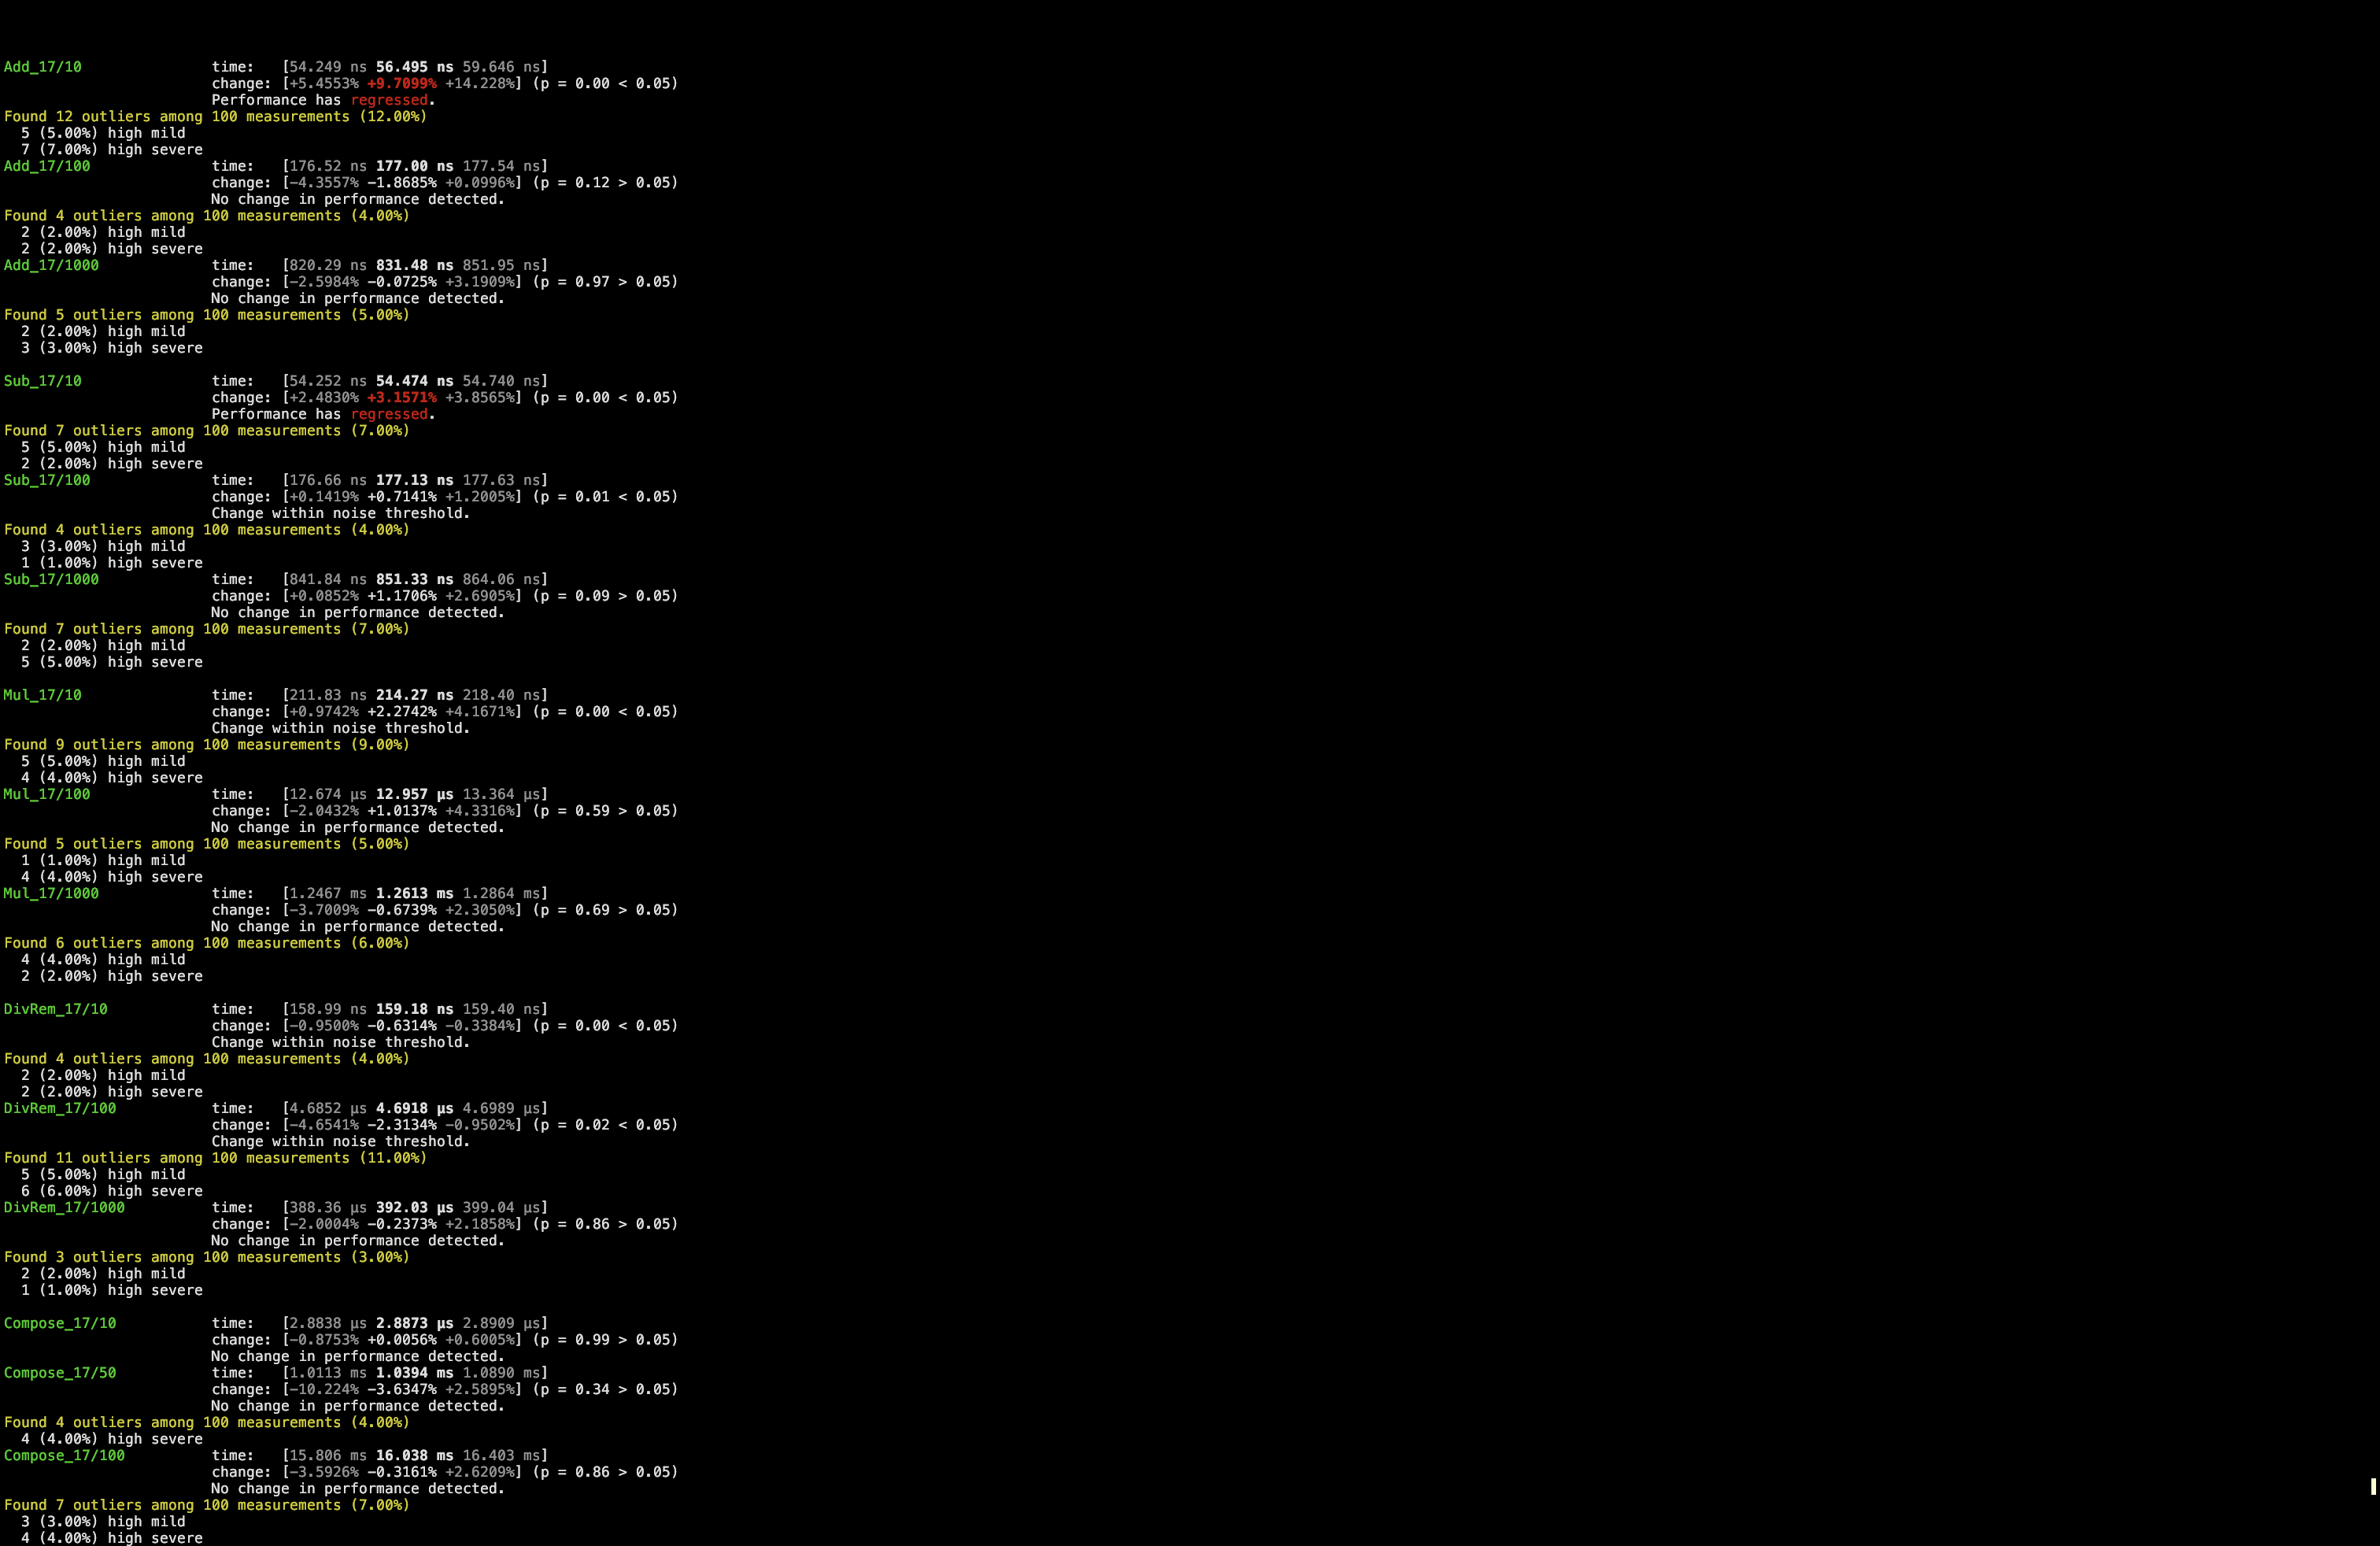 Add_17/10 time: [54.249 ns 56.495 ns 59.646 ns]
change: [+5.4553% +9.7099% +14.228%] (p = 0.00 < 0.05)
Performance has regressed.
Found 12 outliers among 100 measurements (12.00%)
5 (5.00%) high mild
7 (7.00%) high severe
Add_17/100 time: [176.52 ns 177.00 ns 177.54 ns]
change: [-4.3557% -1.8685% +0.0996%] (p = 0.12 > 0.05)
No change in performance detected.
Found 4 outliers among 100 measurements (4.00%)
2 (2.00%) high mild
2 (2.00%) high severe
Add_17/1000 time: [820.29 ns 831.48 ns 851.95 ns]
change: [-2.5984% -0.0725% +3.1909%] (p = 0.97 > 0.05)
No change in performance detected.
Found 5 outliers among 100 measurements (5.00%)
2 (2.00%) high mild
3 (3.00%) high severe
Sub_17/10 time: [54.252 ns 54.474 ns 54.740 ns]
change: [+2.4830% +3.1571% +3.8565%] (p = 0.00 < 0.05)
Performance has regressed.
Found 7 outliers among 100 measurements (7.00%)
5 (5.00%) high mild
2 (2.00%) high severe
Sub_17/100 time: [176.66 ns 177.13 ns 177.63 ns]
change: [+0.1419% +0.7141% +1.2005%] (p = 0.01 < 0.05)
Change within noise threshold.
Found 4 outliers among 100 measurements (4.00%)
3 (3.00%) high mild
1 (1.00%) high severe
Sub_17/1000 time: [841.84 ns 851.33 ns 864.06 ns]
change: [+0.0852% +1.1706% +2.6905%] (p = 0.09 > 0.05)
No change in performance detected.
Found 7 outliers among 100 measurements (7.00%)
2 (2.00%) high mild
5 (5.00%) high severe
Mul_17/10 time: [211.83 ns 214.27 ns 218.40 ns]
change: [+0.9742% +2.2742% +4.1671%] (p = 0.00 < 0.05)
Change within noise threshold.
Found 9 outliers among 100 measurements (9.00%)
5 (5.00%) high mild
4 (4.00%) high severe
Mul_17/100 time: [12.674 µs 12.957 µs 13.364 µs]
change: [-2.0432% +1.0137% +4.3316%] (p = 0.59 > 0.05)
No change in performance detected.
Found 5 outliers among 100 measurements (5.00%)
1 (1.00%) high mild
4 (4.00%) high severe
Mul_17/1000 time: [1.2467 ms 1.2613 ms 1.2864 ms]
change: [-3.7009% -0.6739% +2.3050%] (p = 0.69 > 0.05)
No change in performance detected.
Found 6 outliers among 100 measurements (6.00%)
4 (4.00%) high mild
2 (2.00%) high severe
DivRem_17/10 time: [158.99 ns 159.18 ns 159.40 ns]
change: [-0.9500% -0.6314% -0.3384%] (p = 0.00 < 0.05)
Change within noise threshold.
Found 4 outliers among 100 measurements (4.00%)
2 (2.00%) high mild
2 (2.00%) high severe
DivRem_17/100 time: [4.6852 µs 4.6918 µs 4.6989 µs]
change: [-4.6541% -2.3134% -0.9502%] (p = 0.02 < 0.05)
Change within noise threshold.
Found 11 outliers among 100 measurements (11.00%)
5 (5.00%) high mild
6 (6.00%) high severe
DivRem_17/1000 time: [388.36 µs 392.03 µs 399.04 µs]
change: [-2.0004% -0.2373% +2.1858%] (p = 0.86 > 0.05)
No change in performance detected.
Found 3 outliers among 100 measurements (3.00%)
2 (2.00%) high mild
1 (1.00%) high severe
Compose_17/10 time: [2.8838 µs 2.8873 µs 2.8909 µs]
change: [-0.8753% +0.0056% +0.6005%] (p = 0.99 > 0.05)
No change in performance detected.
Compose_17/50 time: [1.0113 ms 1.0394 ms 1.0890 ms]
change: [-10.224% -3.6347% +2.5895%] (p = 0.34 > 0.05)
No change in performance detected.
Found 4 outliers among 100 measurements (4.00%)
4 (4.00%) high severe
Compose_17/100 time: [15.806 ms 16.038 ms 16.403 ms]
change: [-3.5926% -0.3161% +2.6209%] (p = 0.86 > 0.05)
No change in performance detected.
Found 7 outliers among 100 measurements (7.00%)
3 (3.00%) high mild
4 (4.00%) high severe